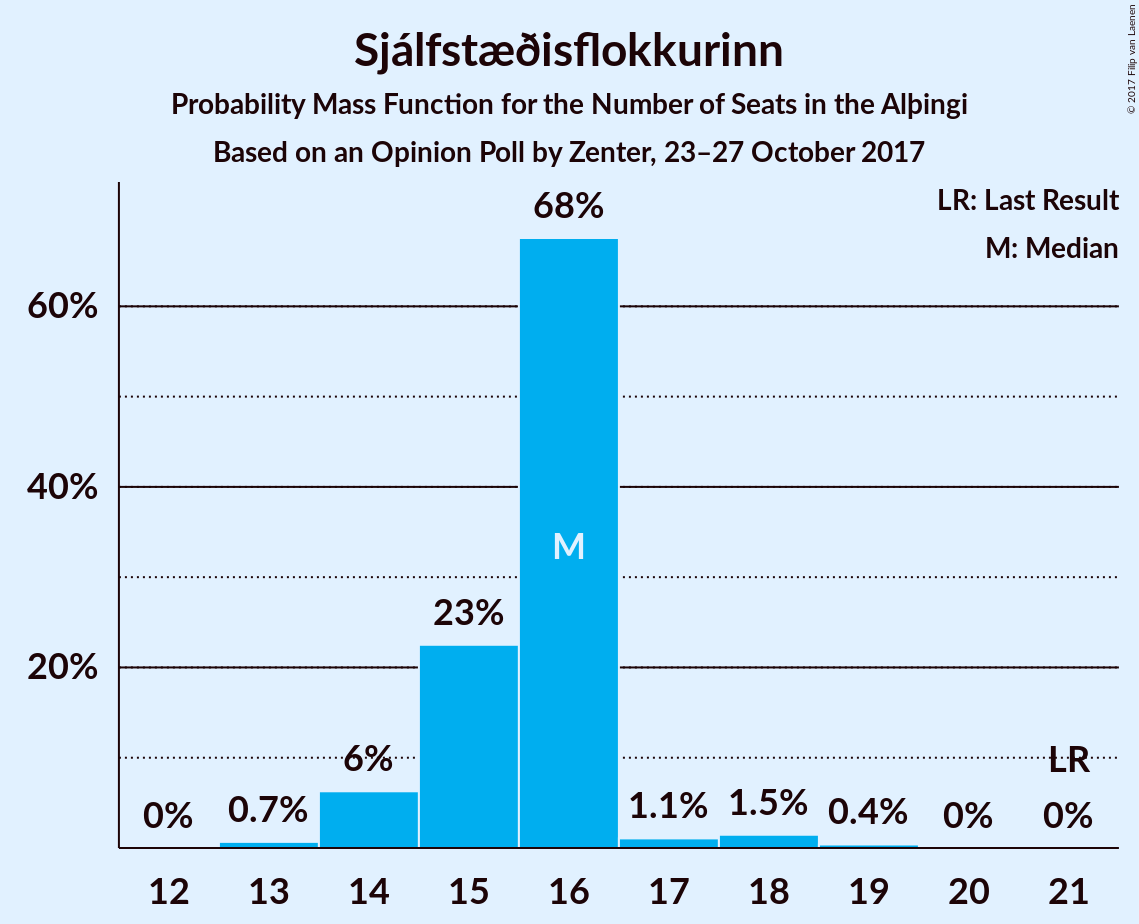 Sjálfstæðisflokkurinn
Probability Mass Function for the Number of Seats in the Alþingi
Based on an Opinion Poll by Zenter, 23–27 October 2017
© 2017 Filip van Laenen
LR: Last Result
M: Median
68%
60%
M
40%
23%
20%
6%
LR
0%
0.7%
1.1%
1.5%
0.4%
0%
0%
12 13 14 15 16 17 18 19 20 21